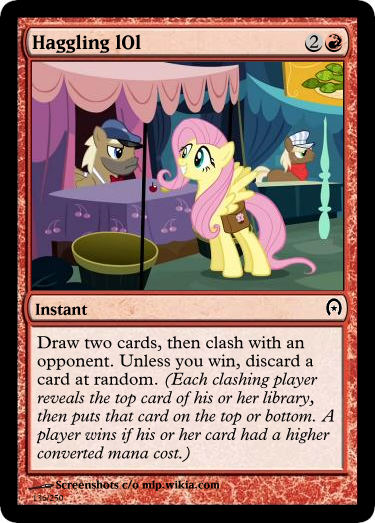 Haggling 101
2
Instant
Draw two cards, then clash with an
opponent. Unless you win, discard a
card at random. (Each clashing player
reveals the top card of his or her library,
then puts that card on the top or bottom. A
player wins if his or her card had a higher
converted mana cost.)
Screenshots c/o mlp.wikia.com
136/250